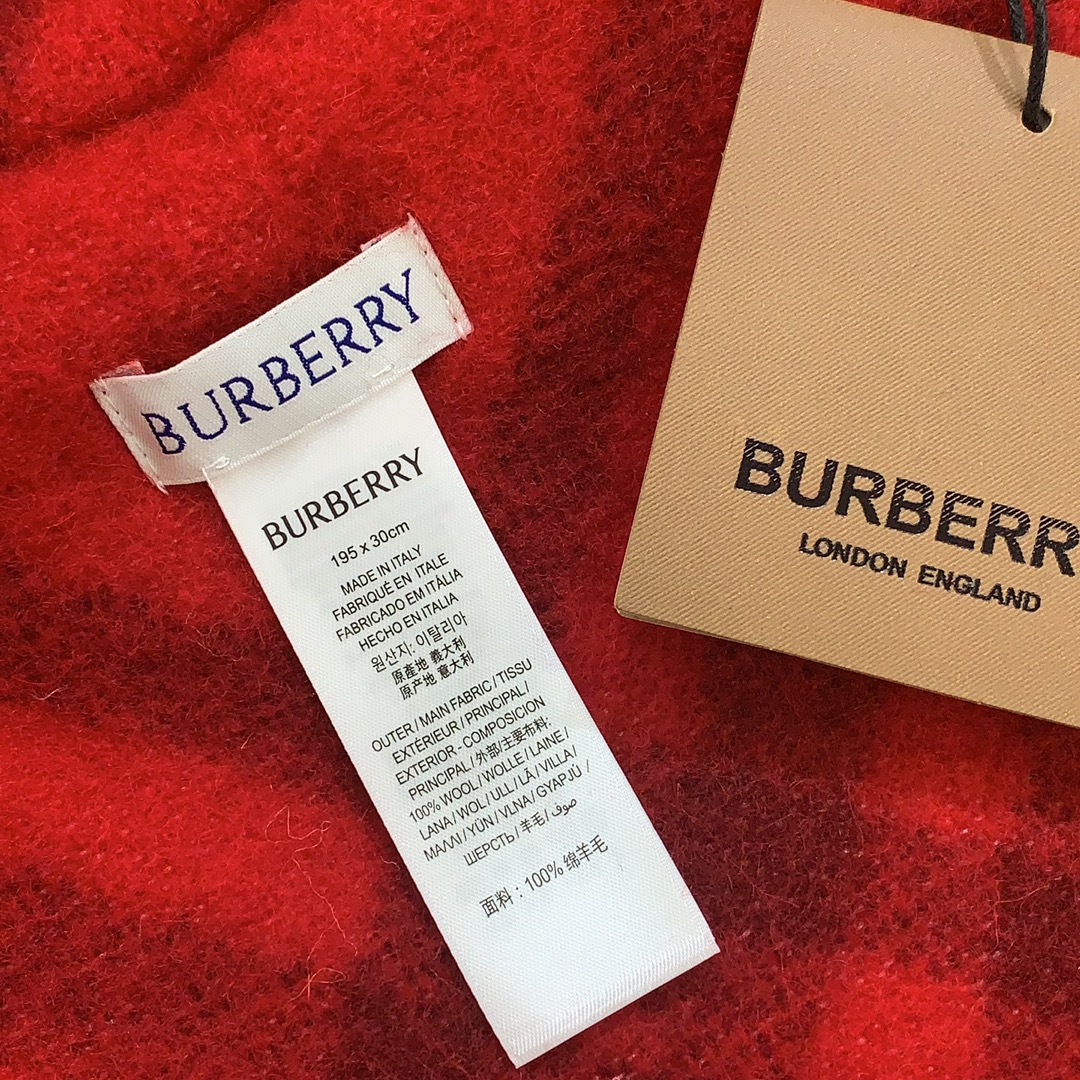 BURBERRY
BURBERRY
195 x 30cm
MADE IN ITALY
FABRIQUÉ EN ITALE
FABRICADO EM ITÁLIA
HECHO EN ITALIA
원산지: 이탈리아
原產地 義大利
原产地 意大利
OUTER / MAIN FABRIC / TISSU
EXTÉRIEUR / PRINCIPAL /
EXTERIOR - COMPOSICION
PRINCIPAL / 外部/主要布料:
100% WOOL / WOLLE / LAINE /
LANA / WOL / ULL / LÃ / VILLA /
ΜΑΛΛΙ / YÜN / VLNA / GYAPJÙ /
ШЕРСТЬ / 羊毛 / صوف
面料：100% 绵羊毛
BURBERR
LONDON ENGLAND